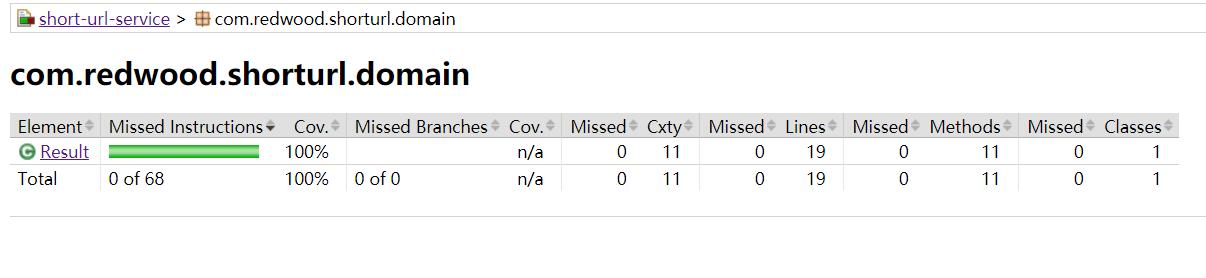 short-url-service > com.redwood.shorturl.domain
com.redwood.shorturl.domain
Element Missed Instructions Cov. Missed Branches Cov. Missed Cxty Missed Lines Missed Methods Missed Classes
Result 100% n/a 0 11 0 19 0 11 0 1
Total 0 of 68 100% 0 of 0 n/a 0 11 0 19 0 11 0 1